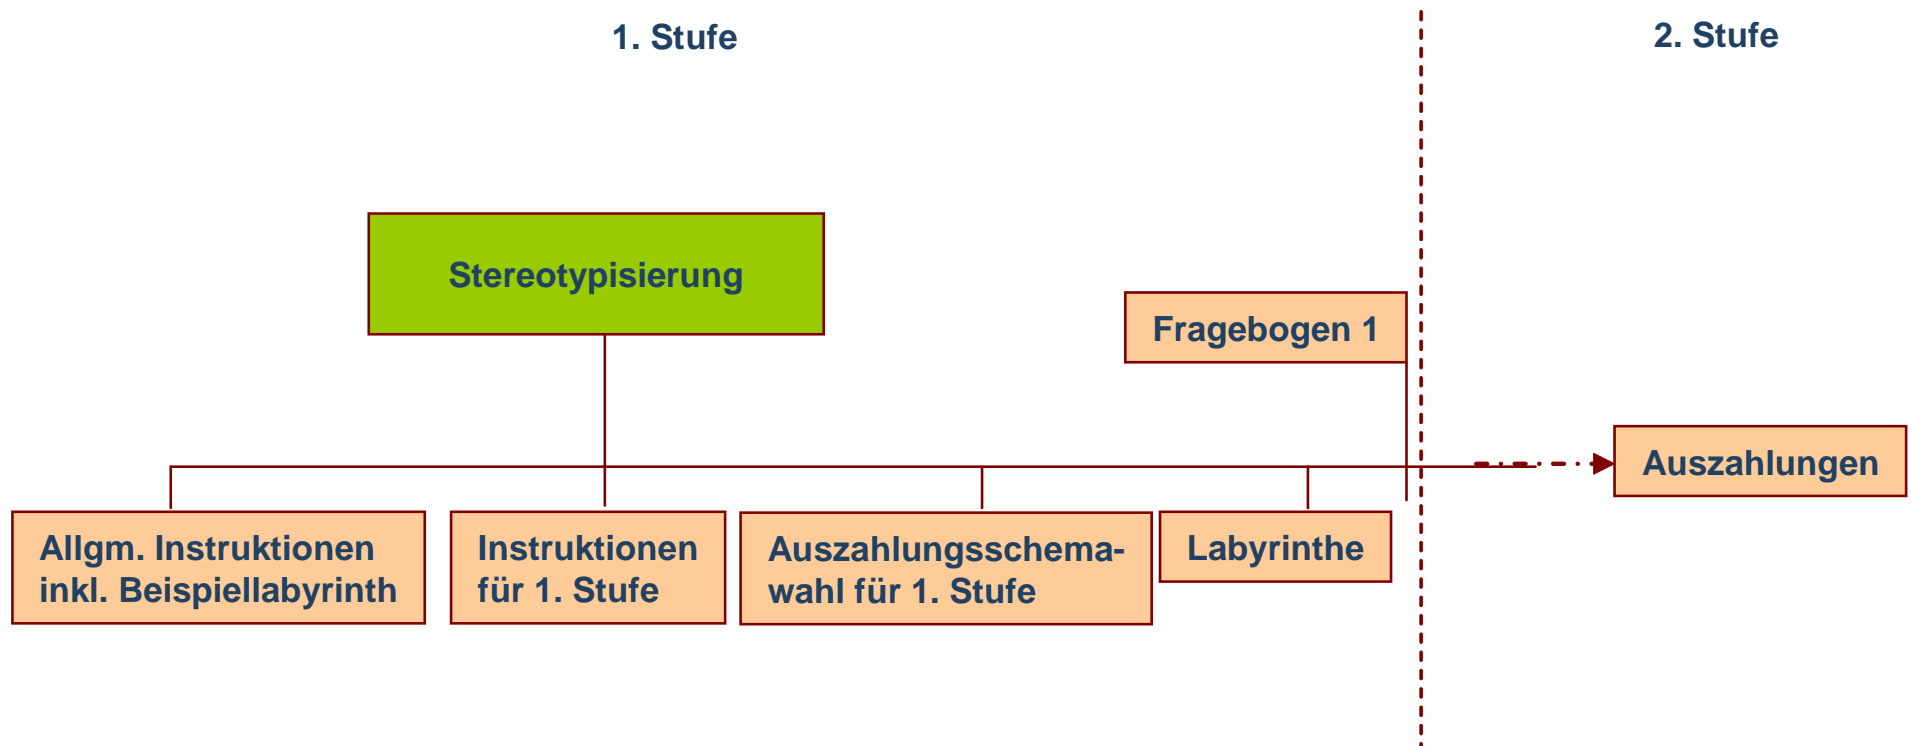 1. Stufe
2. Stufe
Stereotypisierung
Fragebogen 1
Auszahlungen
Allgm. Instruktionen
inkl. Beispiellabyrinth
Instruktionen
für 1. Stufe
Auszahlungsschema-
wahl für 1. Stufe
Labyrinthe